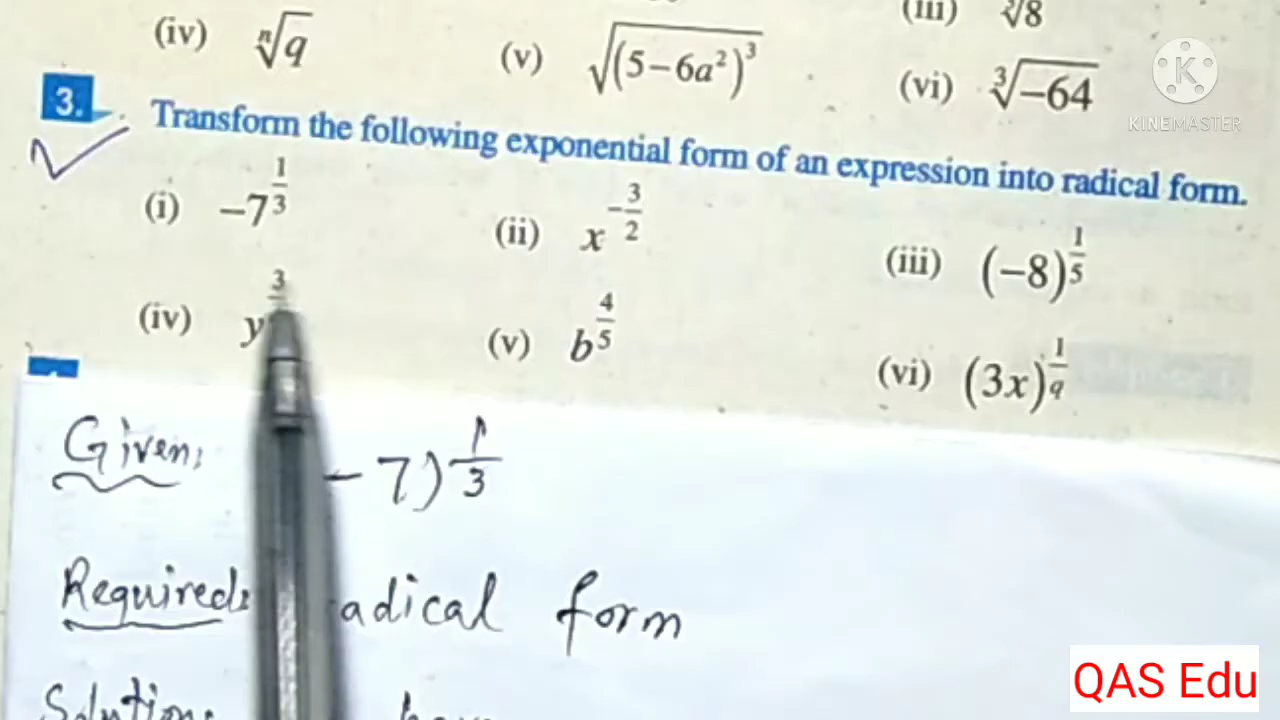 (iii) ∛8
(iv) ⁿ√q (v) √(5−6a²)³ (vi) ∛−64
KINEMASTER
3. Transform the following exponential form of an expression into radical form.
(i) −7^(1/3) (ii) x^(−3/2) (iii) (−8)^(1/5)
(iv) y^3 (v) b^(4/5) (vi) (3x)^(1/q)
Given: −7)^(1/3)
Required: adical form
Solution:
QAS Edu